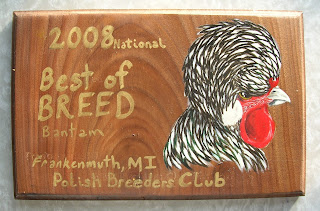 2008 National
Best of
BREED
Bantam
Frankenmuth, MI
Polish Breeders Club